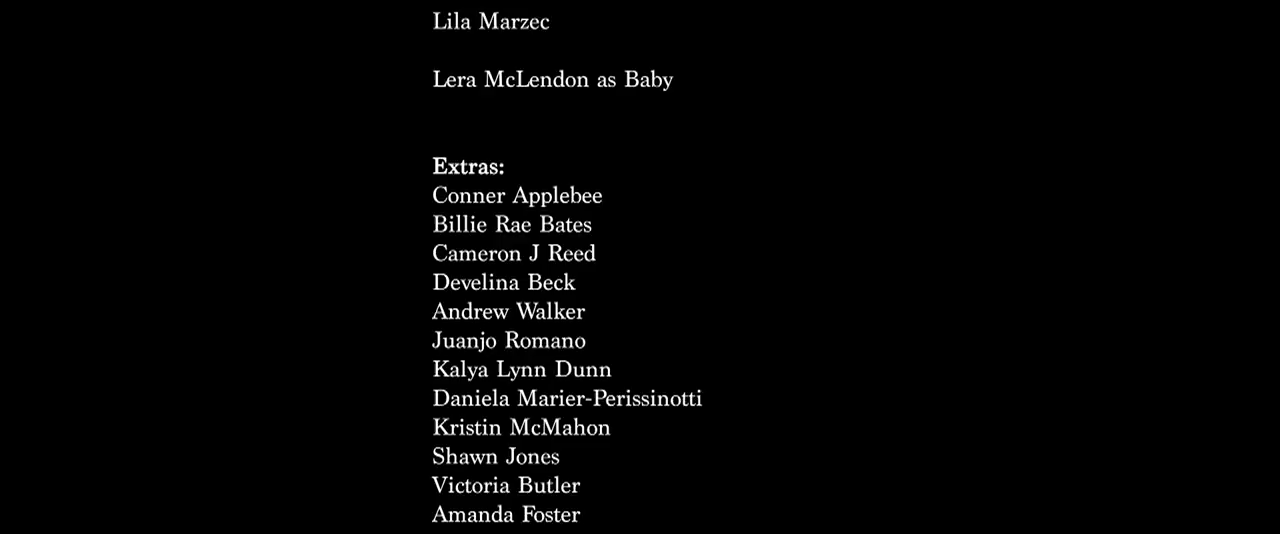 Lila Marzec
Lera McLendon as Baby
Extras:
Conner Applebee
Billie Rae Bates
Cameron J Reed
Develina Beck
Andrew Walker
Juanjo Romano
Kalya Lynn Dunn
Daniela Marier-Perissinotti
Kristin McMahon
Shawn Jones
Victoria Butler
Amanda Foster